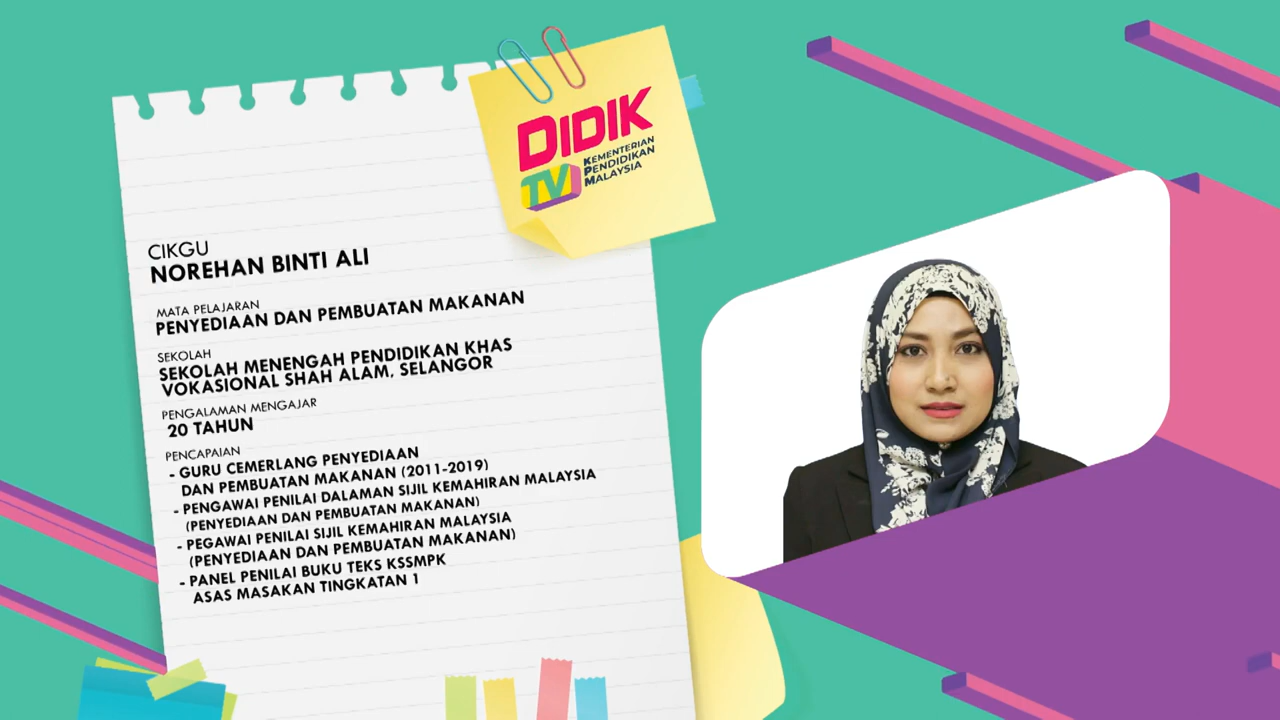 DIDIK
TV
KEMENTERIAN
PENDIDIKAN
MALAYSIA
CIKGU
NOREHAN BINTI ALI
MATA PELAJARAN
PENYEDIAAN DAN PEMBUATAN MAKANAN
SEKOLAH
SEKOLAH MENENGAH PENDIDIKAN KHAS
VOKASIONAL SHAH ALAM, SELANGOR
PENGALAMAN MENGAJAR
20 TAHUN
PENCAPAIAN
- GURU CEMERLANG PENYEDIAAN
DAN PEMBUATAN MAKANAN (2011-2019)
- PENGAWAI PENILAI DALAMAN SIJIL KEMAHIRAN MALAYSIA
(PENYEDIAAN DAN PEMBUATAN MAKANAN)
- PEGAWAI PENILAI SIJIL KEMAHIRAN MALAYSIA
(PENYEDIAAN DAN PEMBUATAN MAKANAN)
- PANEL PENILAI BUKU TEKS KSSMPK
ASAS MASAKAN TINGKATAN 1